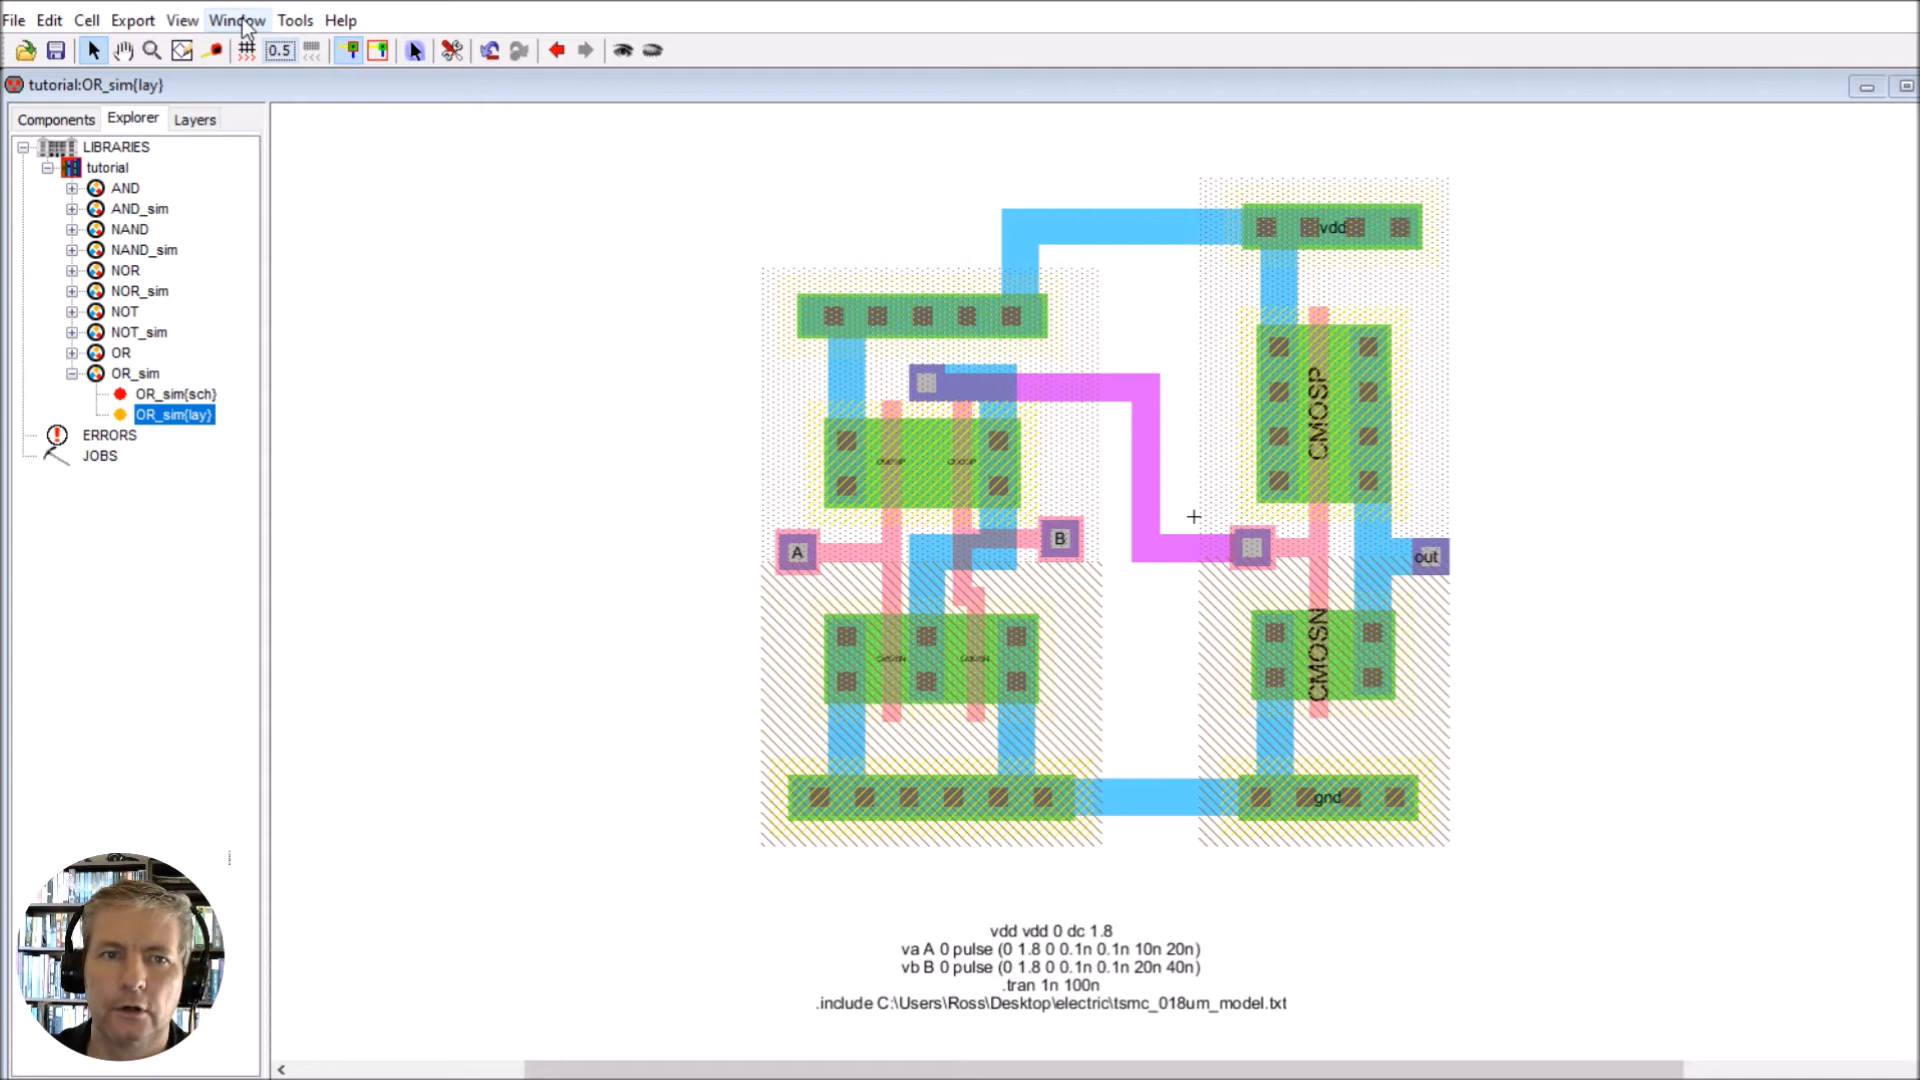 File Edit Cell Export View Window Tools Help
0.5
tutorial:OR_sim{lay}
Components Explorer Layers
LIBRARIES
tutorial
AND
AND_sim
NAND
NAND_sim
NOR
NOR_sim
NOT
NOT_sim
OR
OR_sim
OR_sim{sch}
OR_sim{lay}
ERRORS
JOBS
vdd
CMOSP
CMOSP CMOSP
A
B
out
CMOSN
CMOSN CMOSN
gnd
vdd vdd 0 dc 1.8
va A 0 pulse (0 1.8 0 0.1n 0.1n 10n 20n)
vb B 0 pulse (0 1.8 0 0.1n 0.1n 20n 40n)
.tran 1n 100n
.include C:\Users\Ross\Desktop\electric\tsmc_018um_model.txt